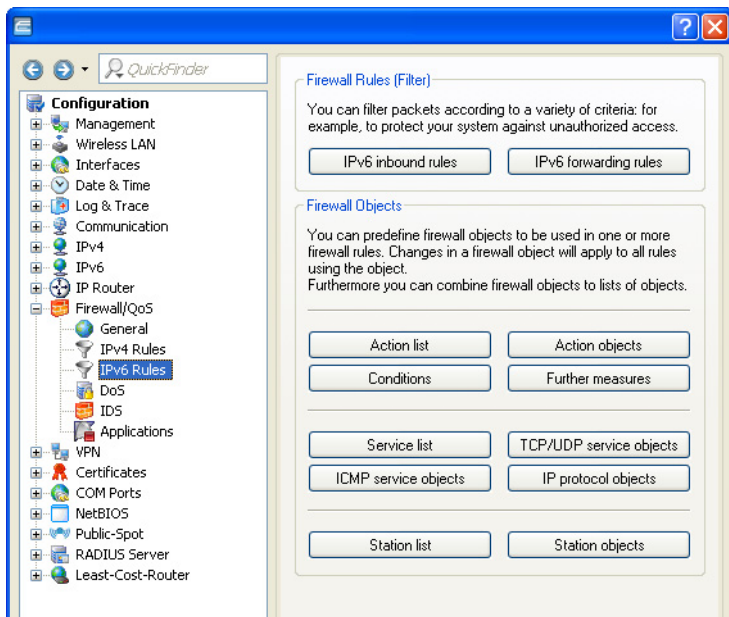 QuickFinder
Configuration
Management
Wireless LAN
Interfaces
Date & Time
Log & Trace
Communication
IPv4
IPv6
IP Router
Firewall/QoS
General
IPv4 Rules
IPv6 Rules
DoS
IDS
Applications
VPN
Certificates
COM Ports
NetBIOS
Public-Spot
RADIUS Server
Least-Cost-Router
Firewall Rules (Filter)
You can filter packets according to a variety of criteria: for
example, to protect your system against unauthorized access.
IPv6 inbound rules IPv6 forwarding rules
Firewall Objects
You can predefine firewall objects to be used in one or more
firewall rules. Changes in a firewall object will apply to all rules
using the object.
Furthermore you can combine firewall objects to lists of objects.
Action list Action objects
Conditions Further measures
Service list TCP/UDP service objects
ICMP service objects IP protocol objects
Station list Station objects